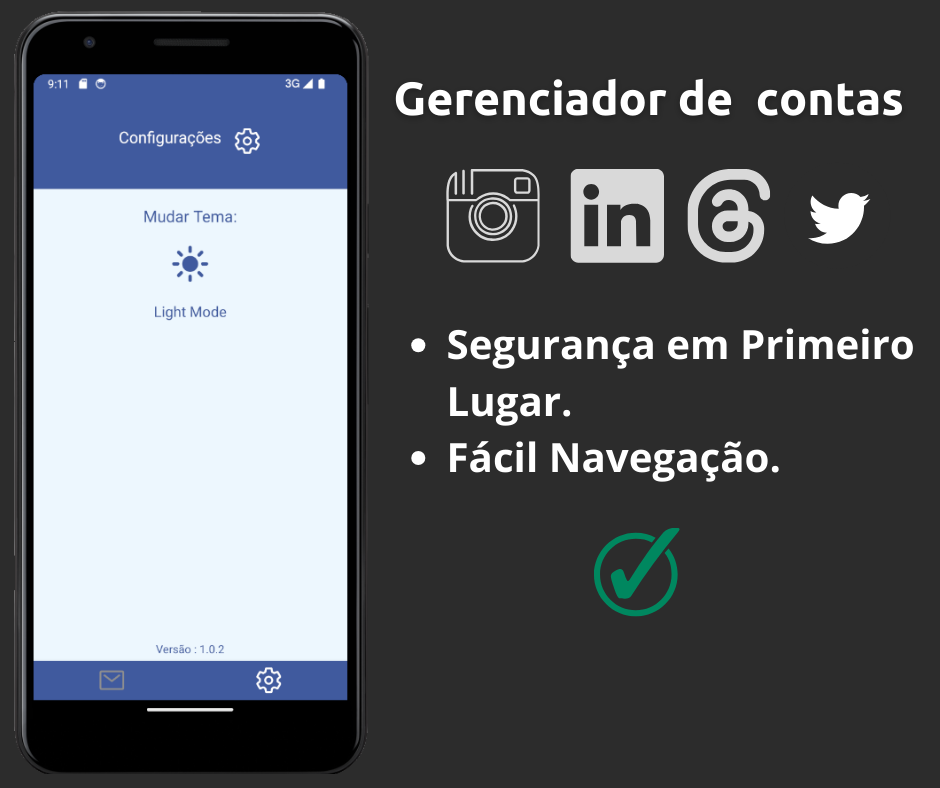 9:11
3G
Configurações
Mudar Tema:
Light Mode
Versão : 1.0.2
Gerenciador de contas
in
• Segurança em Primeiro
Lugar.
• Fácil Navegação.